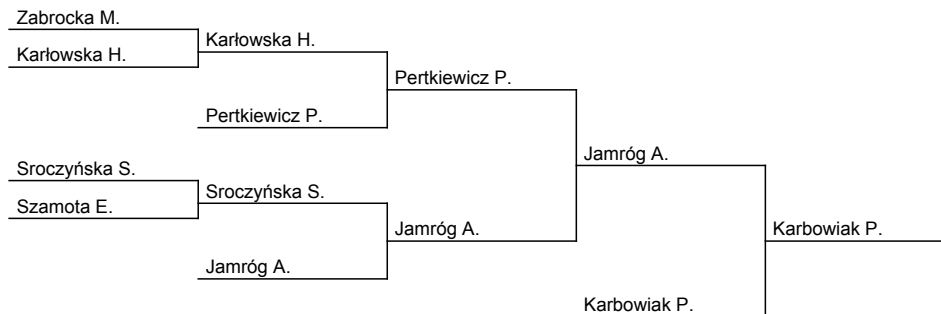 Zabrocka M.
Karłowska H.
Karłowska H.
Pertkiewicz P.
Pertkiewicz P.
Sroczyńska S.
Szamota E.
Sroczyńska S.
Jamróg A.
Jamróg A.
Jamróg A.
Karbowiak P.
Karbowiak P.